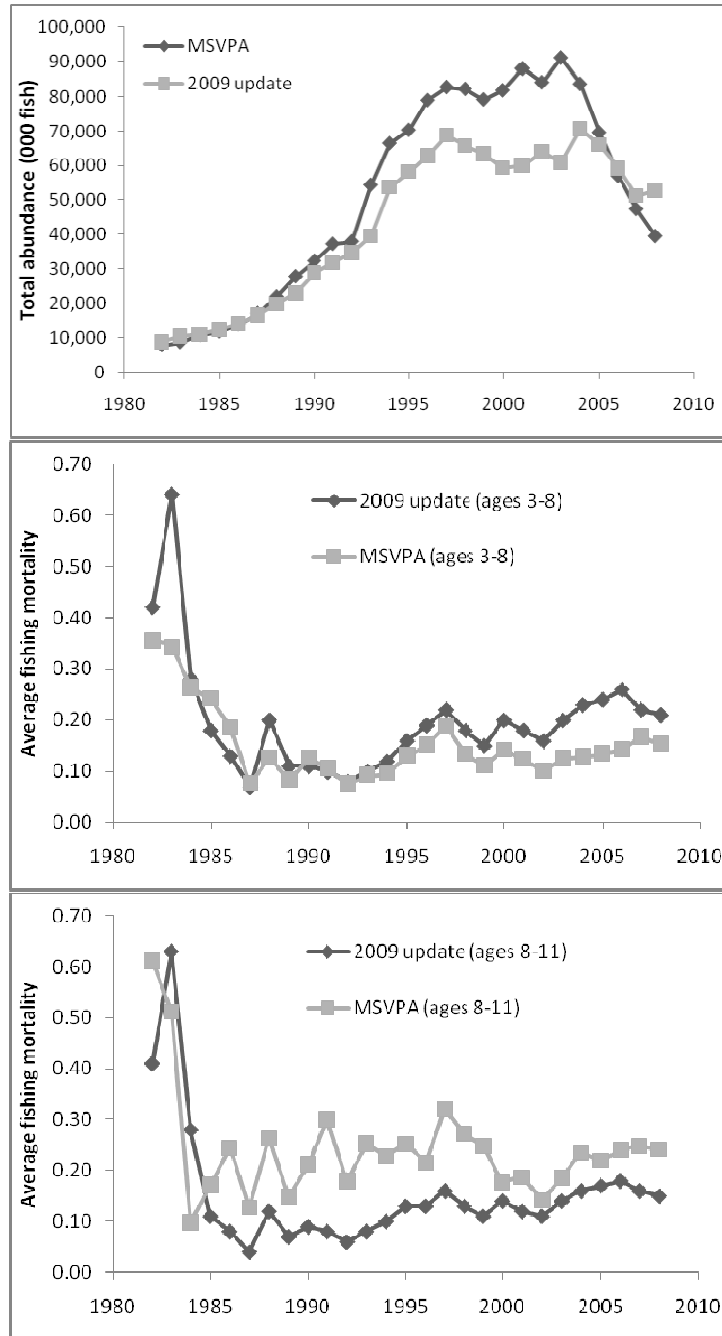 100,000
90,000
80,000
70,000
60,000
50,000
40,000
30,000
20,000
10,000
0
Total abundance (000 fish)
MSVPA
2009 update
1980 1985 1990 1995 2000 2005 2010
0.70
0.60
0.50
0.40
0.30
0.20
0.10
0.00
Average fishing mortality
2009 update (ages 3-8)
MSVPA (ages 3-8)
1980 1985 1990 1995 2000 2005 2010
0.70
0.60
0.50
0.40
0.30
0.20
0.10
0.00
Average fishing mortality
2009 update (ages 8-11)
MSVPA (ages 8-11)
1980 1985 1990 1995 2000 2005 2010